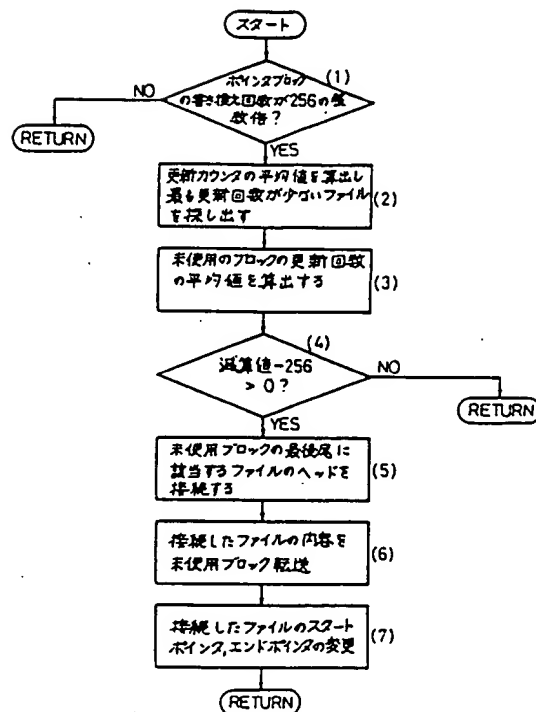 スタート
(1)
ポインタブロック
の書き換え回数が256の整
数倍?
NO
RETURN
YES
更新カウンタの平均値を算出し
最も更新回数が少ないファイル
を探し出す
(2)
未使用のブロックの更新回数
の平均値を算出する
(3)
(4)
減算値-256
> 0?
NO
RETURN
YES
未使用ブロックの最後尾に
該当するファイルのヘッドを
接続する
(5)
接続したファイルの内容を
未使用ブロック転送
(6)
接続したファイルのスタート
ポインタ,エンドポインタの変更
(7)
RETURN